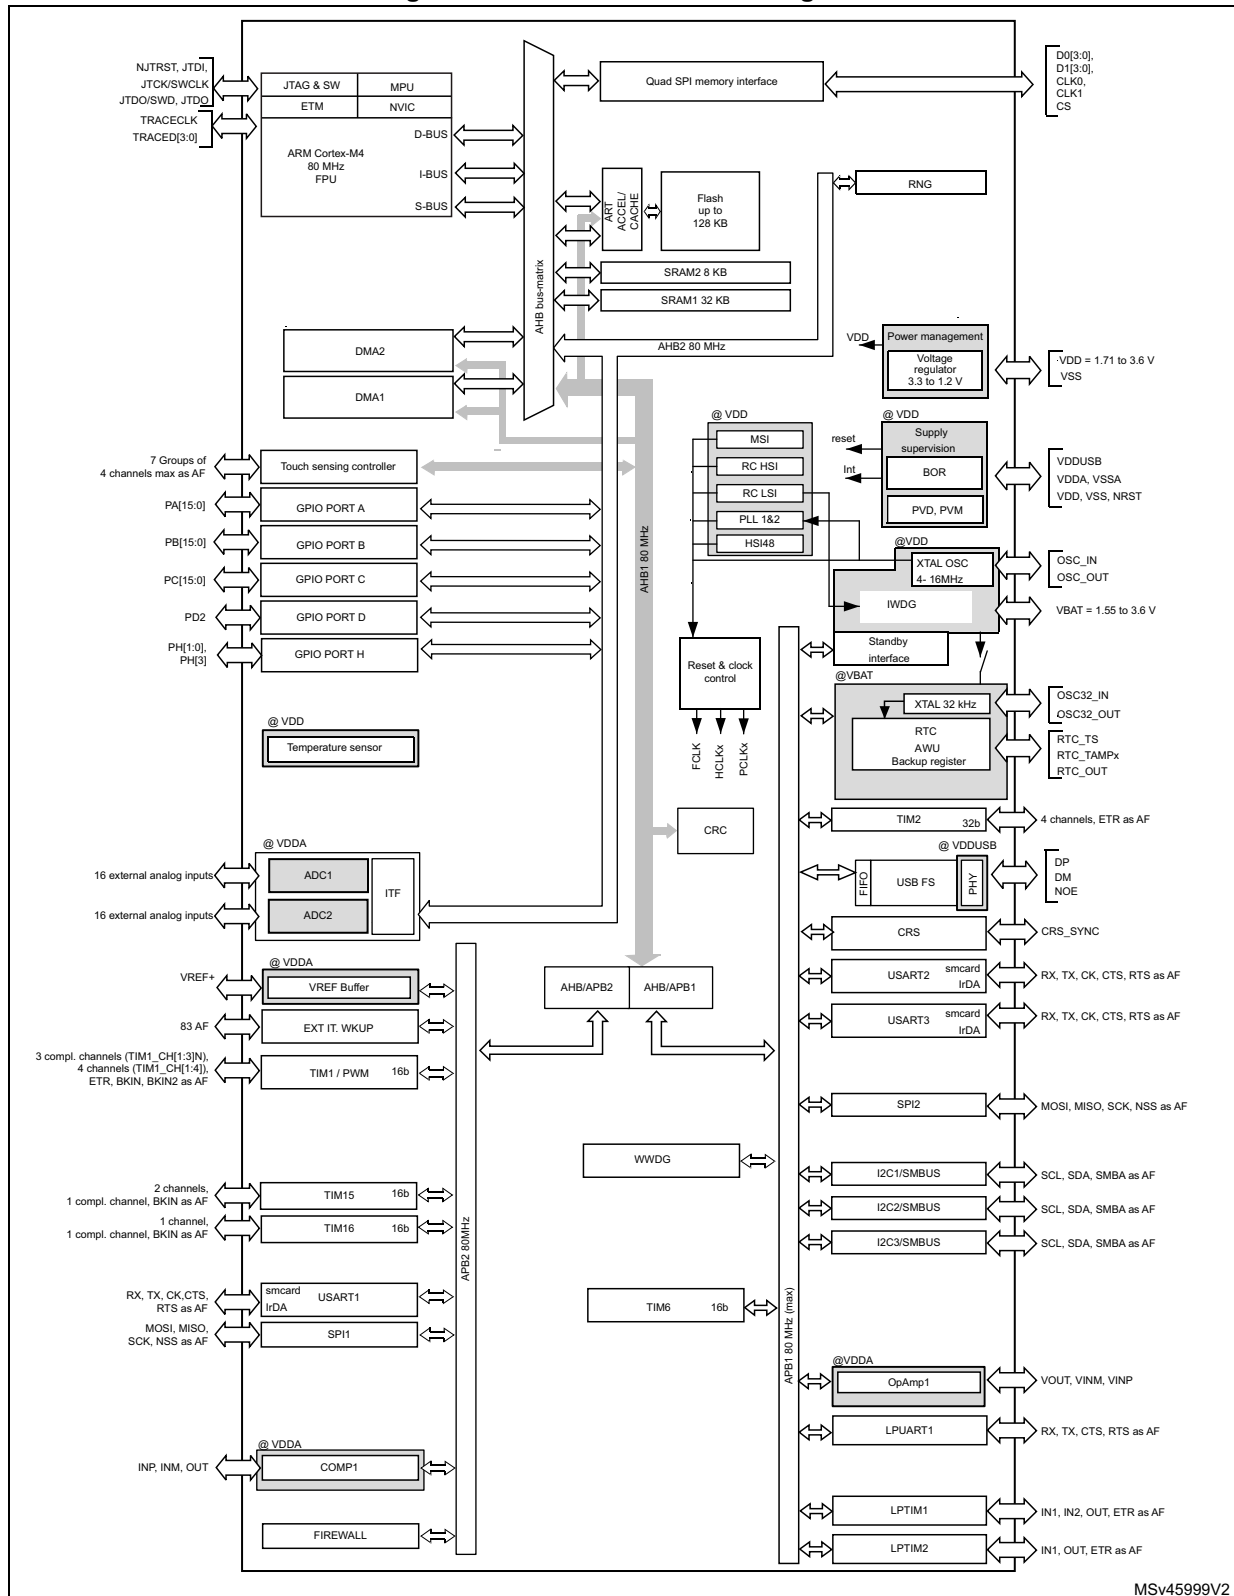 NJTRST, JTDI,
JTCK/SWCLK
JTDO/SWD, JTDO
TRACECLK
TRACED[3:0]
JTAG & SW
MPU
ETM
NVIC
ARM Cortex-M4
80 MHz
FPU
D-BUS
I-BUS
S-BUS
AHB bus-matrix
Quad SPI memory interface
D0[3:0],
D1[3:0],
CLK0,
CLK1
CS
ART
ACCEL/
CACHE
Flash
up to
128 KB
RNG
SRAM2 8 KB
SRAM1 32 KB
AHB2 80 MHz
DMA2
DMA1
VDD
Power management
Voltage
regulator
3.3 to 1.2 V
VDD = 1.71 to 3.6 V
VSS
@ VDD
MSI
RC HSI
RC LSI
PLL 1&2
HSI48
@ VDD
reset
Int
Supply
supervision
BOR
PVD, PVM
VDDUSB
VDDA, VSSA
VDD, VSS, NRST
7 Groups of
4 channels max as AF
Touch sensing controller
PA[15:0]
GPIO PORT A
PB[15:0]
GPIO PORT B
PC[15:0]
GPIO PORT C
PD2
GPIO PORT D
PH[1:0],
PH[3]
GPIO PORT H
AHB1 80 MHz
@VDD
XTAL OSC
4- 16MHz
IWDG
OSC_IN
OSC_OUT
VBAT = 1.55 to 3.6 V
Standby
interface
Reset & clock
control
FCLK
HCLKx
PCLKx
@VBAT
XTAL 32 kHz
RTC
AWU
Backup register
OSC32_IN
OSC32_OUT
RTC_TS
RTC_TAMPx
RTC_OUT
@ VDD
Temperature sensor
CRC
TIM2
32b
4 channels, ETR as AF
@ VDDUSB
FIFO
USB FS
PHY
DP
DM
NOE
@ VDDA
16 external analog inputs
ADC1
16 external analog inputs
ADC2
ITF
CRS
CRS_SYNC
@ VDDA
VREF+
VREF Buffer
AHB/APB2
AHB/APB1
USART2
smcard
IrDA
RX, TX, CK, CTS, RTS as AF
83 AF
EXT IT. WKUP
USART3
smcard
IrDA
RX, TX, CK, CTS, RTS as AF
3 compl. channels (TIM1_CH[1:3]N),
4 channels (TIM1_CH[1:4]),
ETR, BKIN, BKIN2 as AF
TIM1 / PWM
16b
SPI2
MOSI, MISO, SCK, NSS as AF
WWDG
I2C1/SMBUS
SCL, SDA, SMBA as AF
2 channels,
1 compl. channel, BKIN as AF
TIM15
16b
I2C2/SMBUS
SCL, SDA, SMBA as AF
1 channel,
1 compl. channel, BKIN as AF
TIM16
16b
I2C3/SMBUS
SCL, SDA, SMBA as AF
APB2 80MHz
RX, TX, CK,CTS,
RTS as AF
smcard
IrDA
USART1
TIM6
16b
MOSI, MISO,
SCK, NSS as AF
SPI1
APB1 80 MHz (max)
@VDDA
OpAmp1
VOUT, VINM, VINP
LPUART1
RX, TX, CTS, RTS as AF
@ VDDA
INP, INM, OUT
COMP1
LPTIM1
IN1, IN2, OUT, ETR as AF
FIREWALL
LPTIM2
IN1, OUT, ETR as AF
MSv45999V2